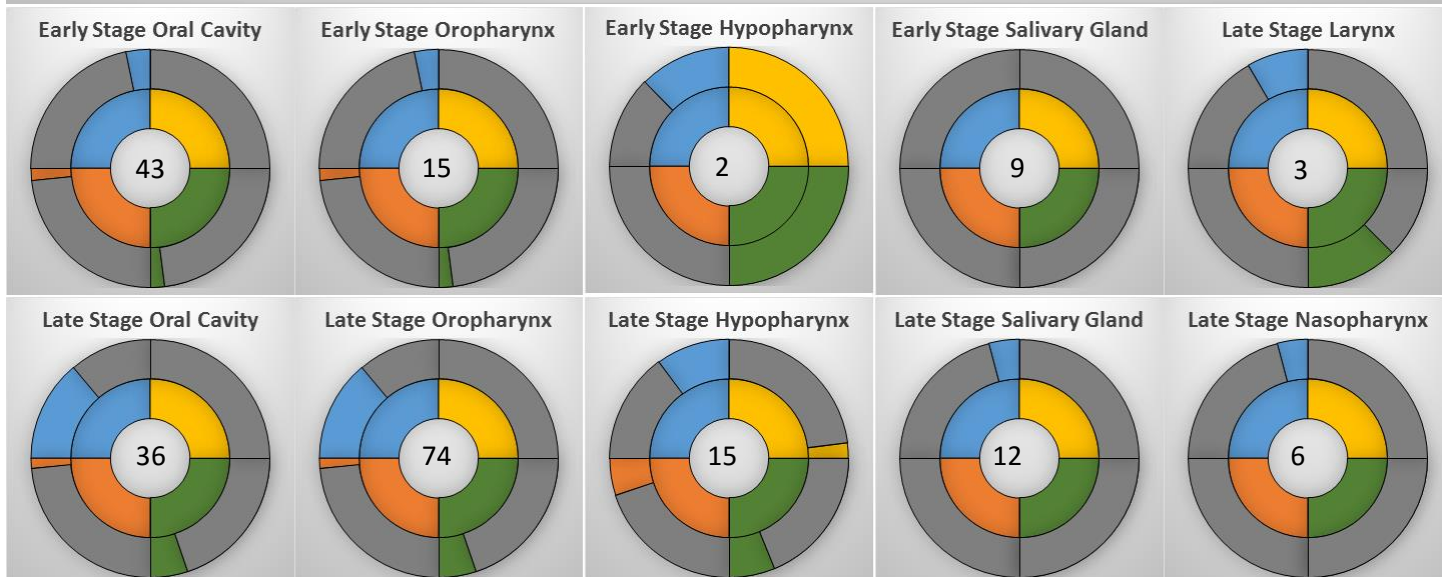 Early Stage Oral Cavity
43
Early Stage Oropharynx
15
Early Stage Hypopharynx
2
Early Stage Salivary Gland
9
Late Stage Larynx
3
Late Stage Oral Cavity
36
Late Stage Oropharynx
74
Late Stage Hypopharynx
15
Late Stage Salivary Gland
12
Late Stage Nasopharynx
6